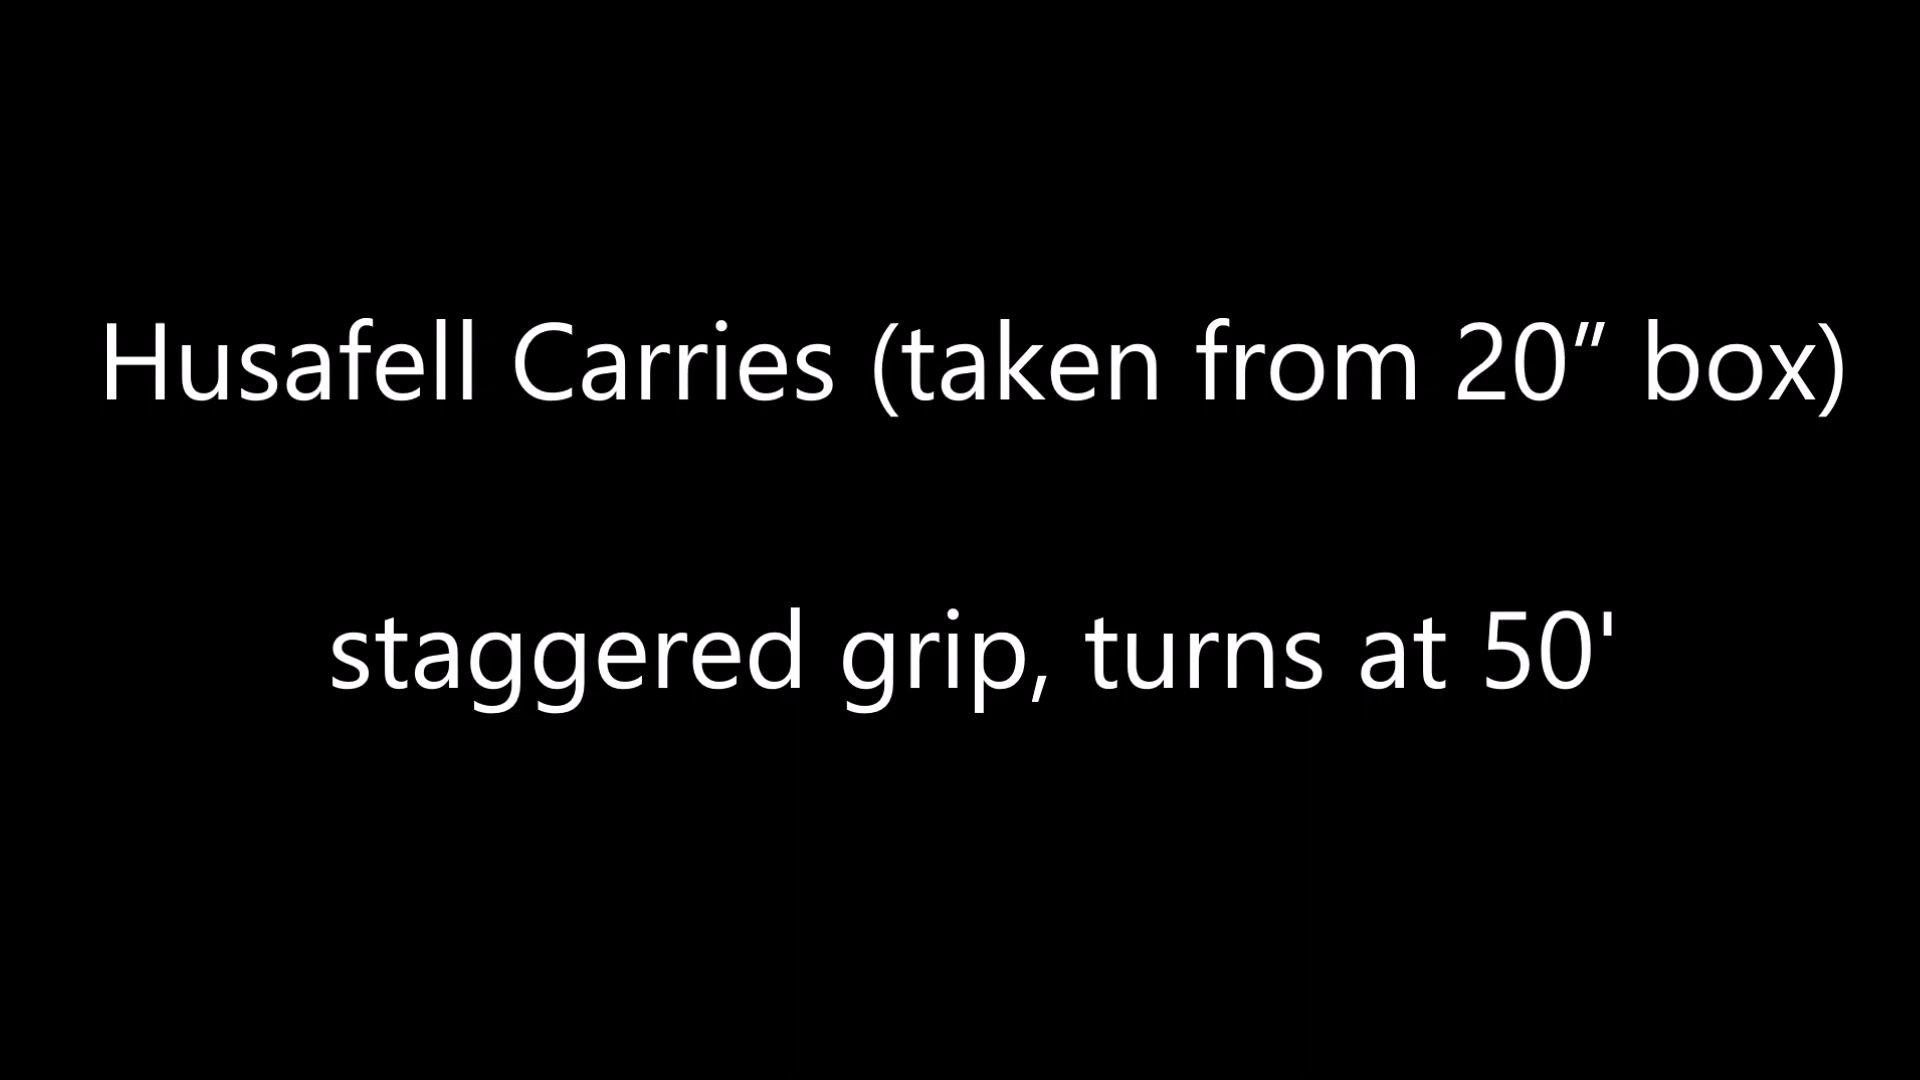 Husafell Carries (taken from 20” box)
staggered grip, turns at 50'